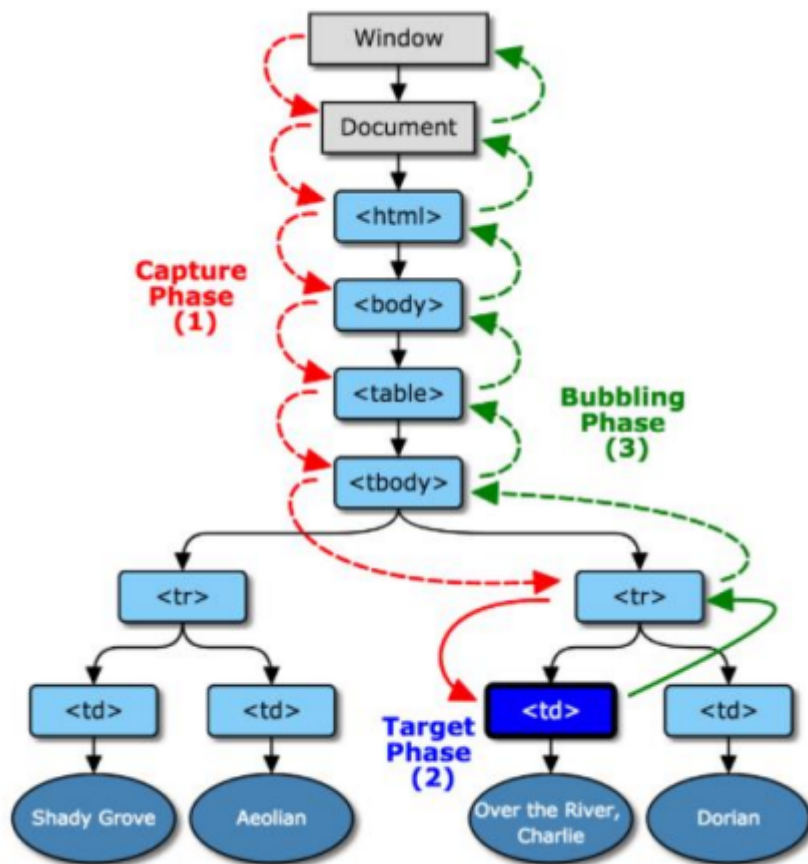 Window
Document
<html>
Capture
Phase
(1)
<body>
<table>
Bubbling
Phase
(3)
<tbody>
<tr>
<tr>
<td>
<td>
Target
Phase
(2)
<td>
<td>
Shady Grove
Aeolian
Over the River,
Charlie
Dorian